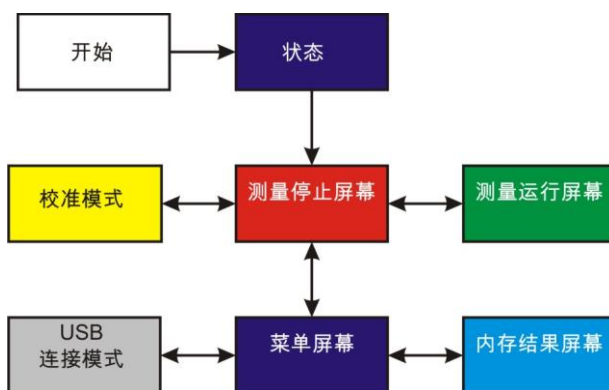 开始
状态
校准模式
测量停止屏幕
测量运行屏幕
USB
连接模式
菜单屏幕
内存结果屏幕